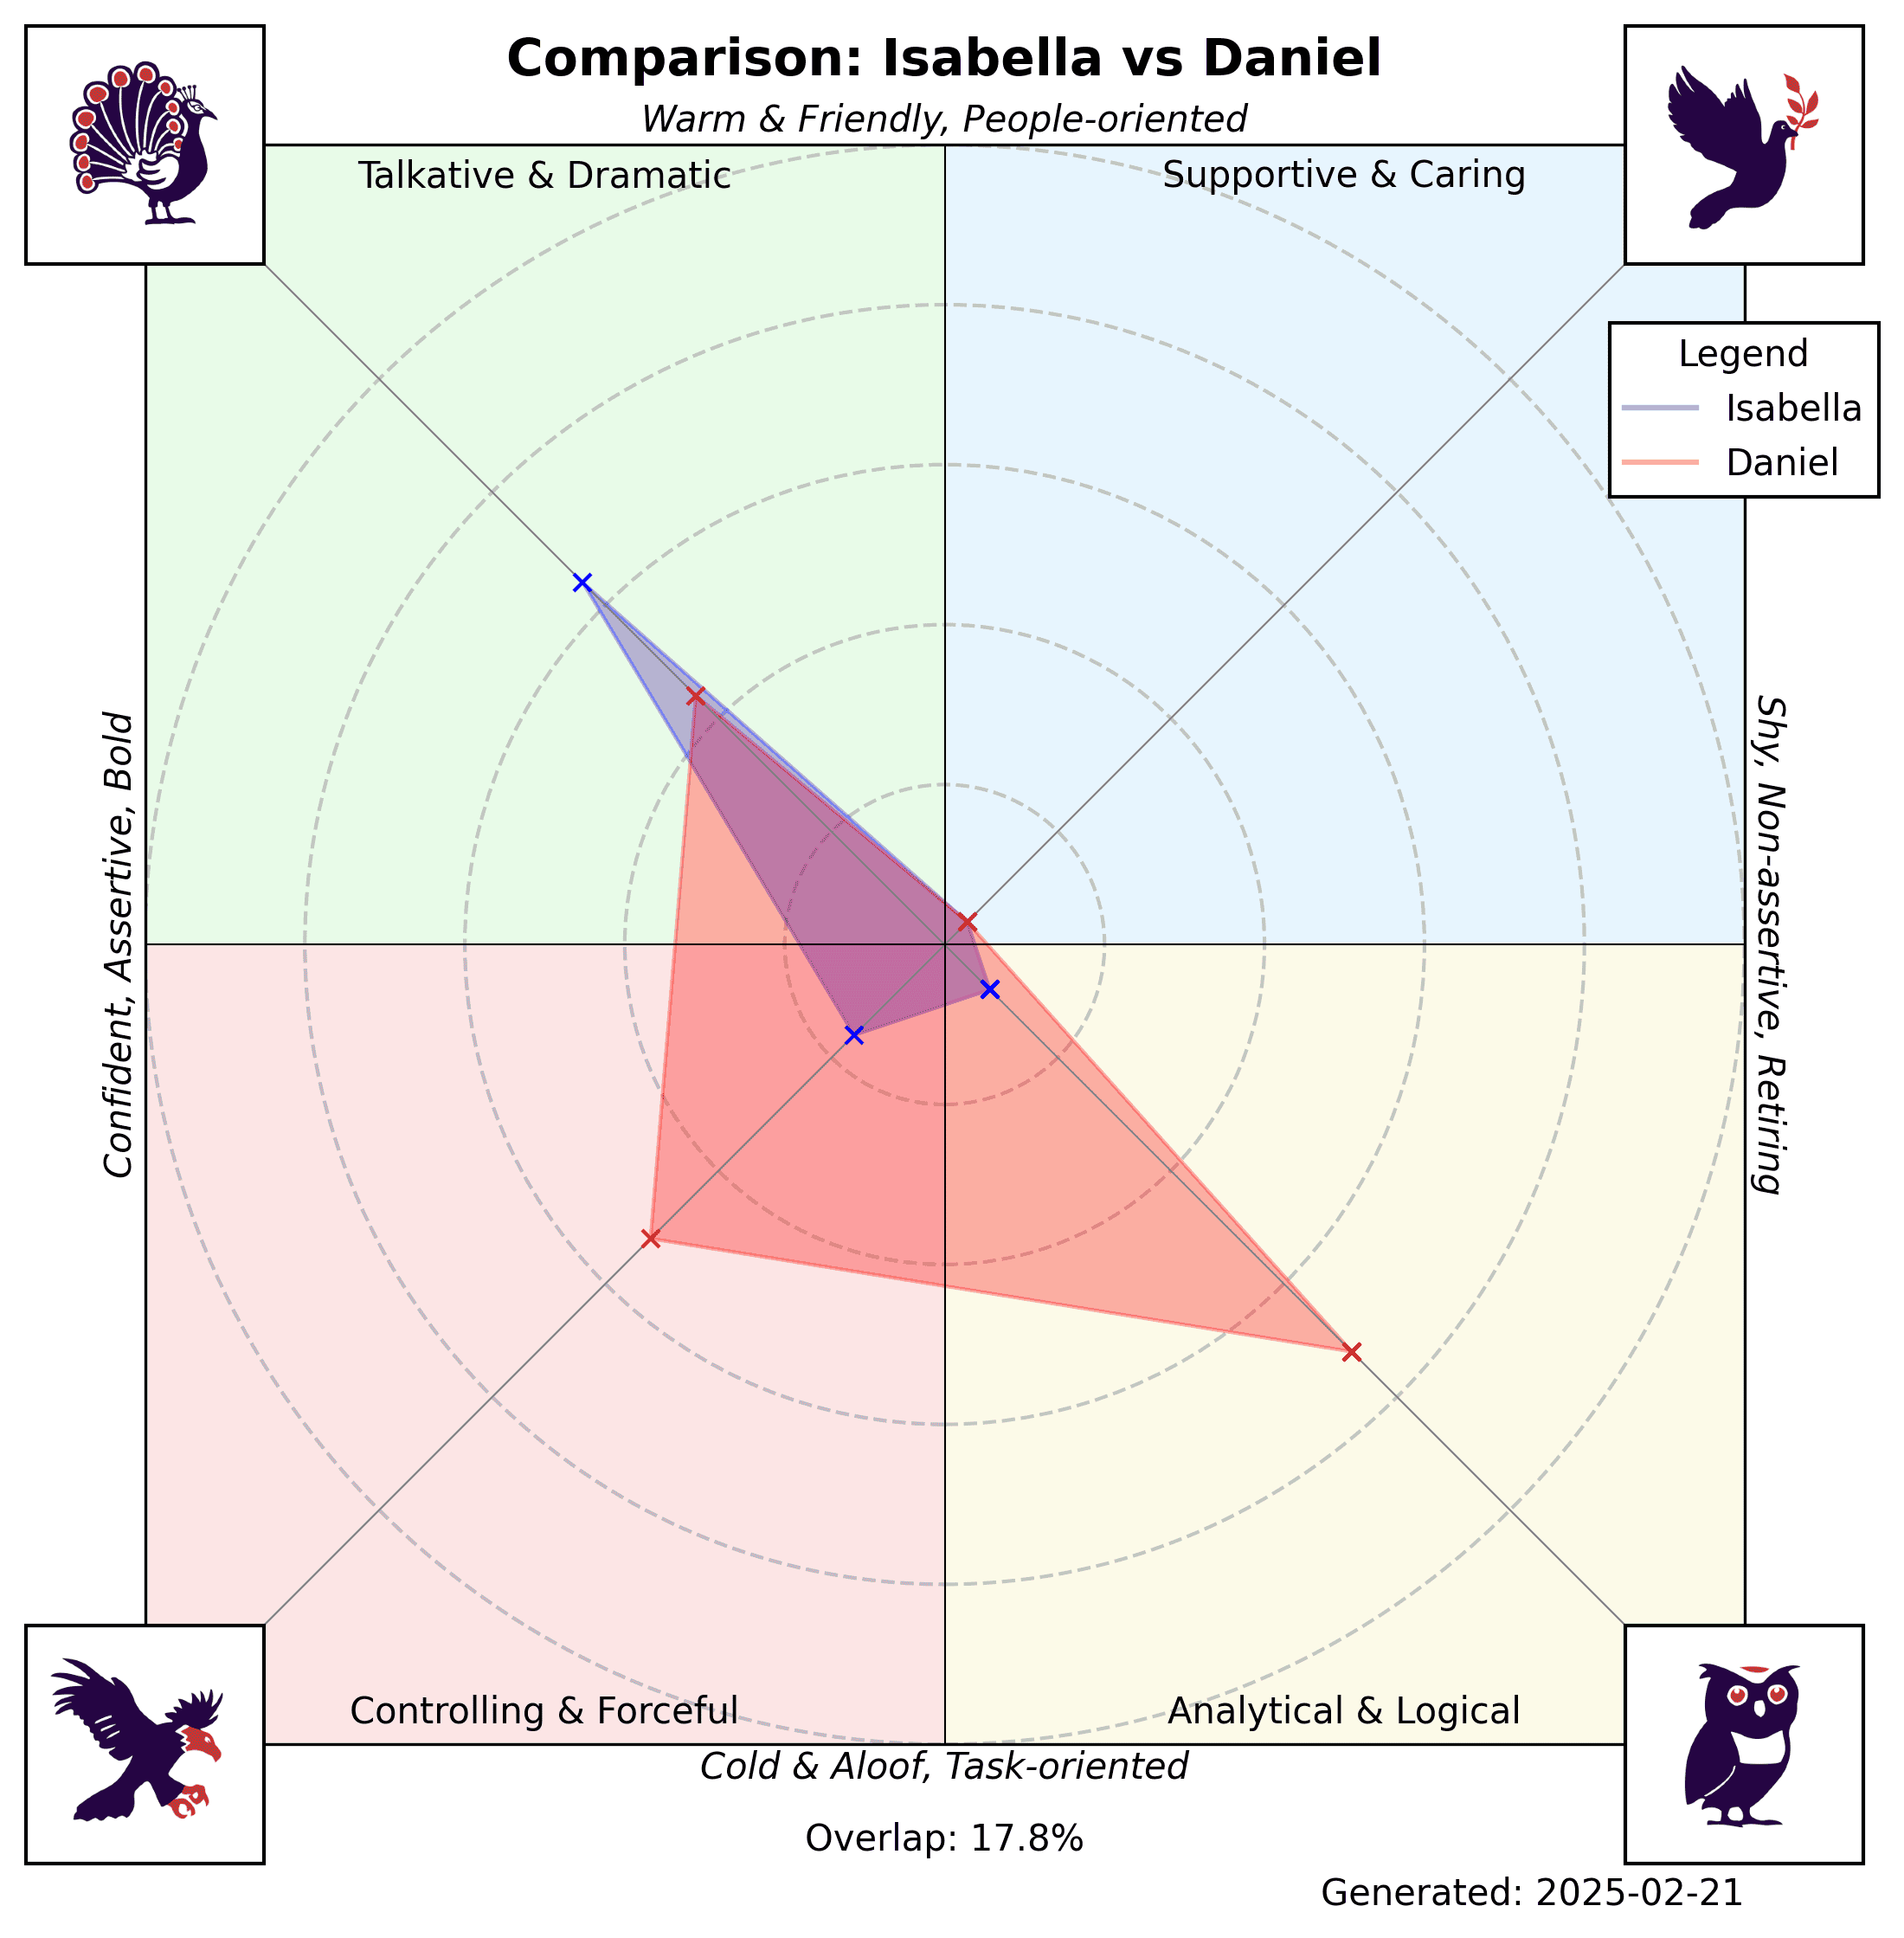 Comparison: Isabella vs Daniel
Warm & Friendly, People-oriented
Talkative & Dramatic
Supportive & Caring
Legend
Isabella
Daniel
Confident, Assertive, Bold
Shy, Non-assertive, Retiring
Controlling & Forceful
Analytical & Logical
Cold & Aloof, Task-oriented
Overlap: 17.8%
Generated: 2025-02-21